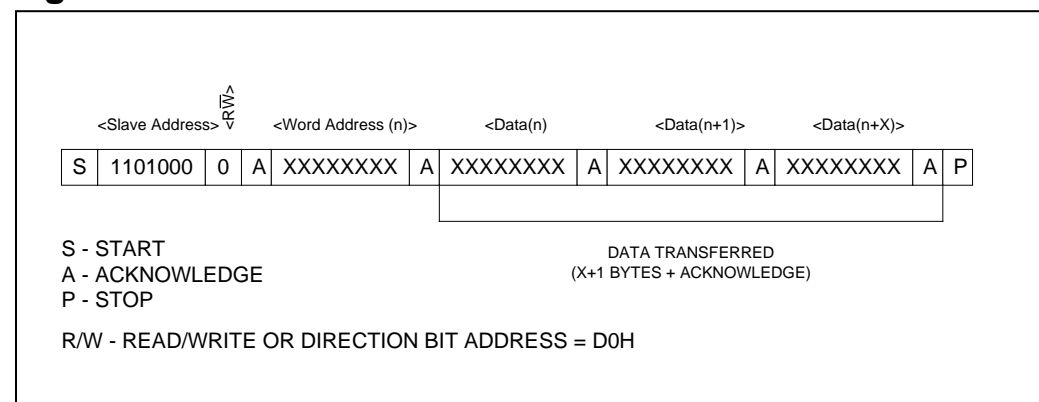 <R/W>
<Slave Address> <Word Address (n)> <Data(n) <Data(n+1)> <Data(n+X)>
S 1101000 0 A XXXXXXXX A XXXXXXXX A XXXXXXXX A XXXXXXXX A P
S - START
A - ACKNOWLEDGE
P - STOP
DATA TRANSFERRED
(X+1 BYTES + ACKNOWLEDGE)
R/W - READ/WRITE OR DIRECTION BIT ADDRESS = D0H